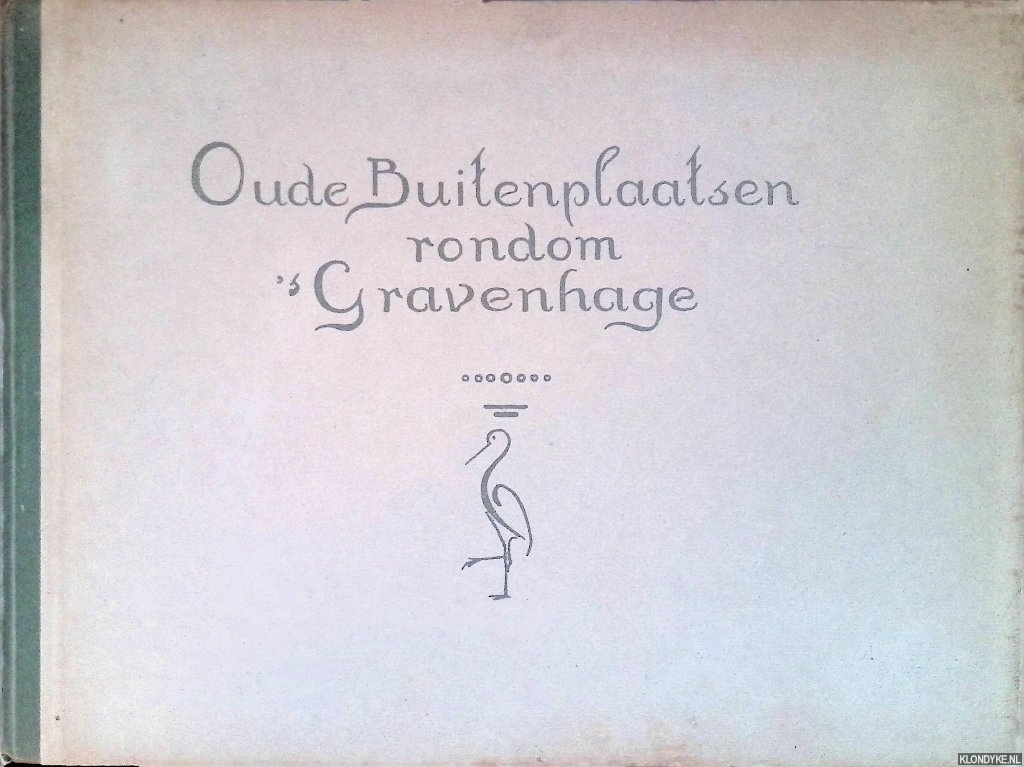 Oude Buitenplaatsen
rondom
's Gravenhage
KLONDYKE.NL